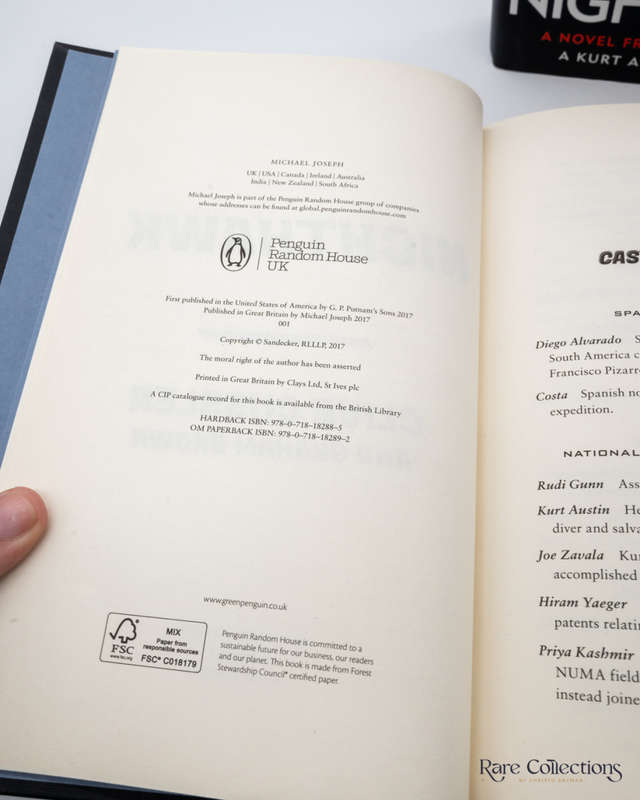 NIGH
A NOVEL FR
A KURT A
MICHAEL JOSEPH
UK | USA | Canada | Ireland | Australia
India | New Zealand | South Africa
Michael Joseph is part of the Penguin Random House group of companies
whose addresses can be found at global.penguinrandomhouse.com
Penguin
Random House
UK
First published in the United States of America by G. P. Putnam's Sons 2017
Published in Great Britain by Michael Joseph 2017
001
Copyright © Sandecker, RLLLP, 2017
The moral right of the author has been asserted
Printed in Great Britain by Clays Ltd, St Ives plc
A CIP catalogue record for this book is available from the British Library
HARDBACK ISBN: 978–0–718–18288–5
OM PAPERBACK ISBN: 978–0–718–18289–2
www.greenpenguin.co.uk
FSC
www.fsc.org
MIX
Paper from
responsible sources
FSC® C018179
Penguin Random House is committed to a
sustainable future for our business, our readers
and our planet. This book is made from Forest
Stewardship Council® certified paper.
CAS
SPA
Diego Alvarado S
South America c
Francisco Pizarr
Costa Spanish no
expedition.
NATIONAL
Rudi Gunn Ass
Kurt Austin He
diver and salva
Joe Zavala Ku
accomplished
Hiram Yaeger
patents relatin
Priya Kashmir
NUMA field
instead joine
Rare Collections